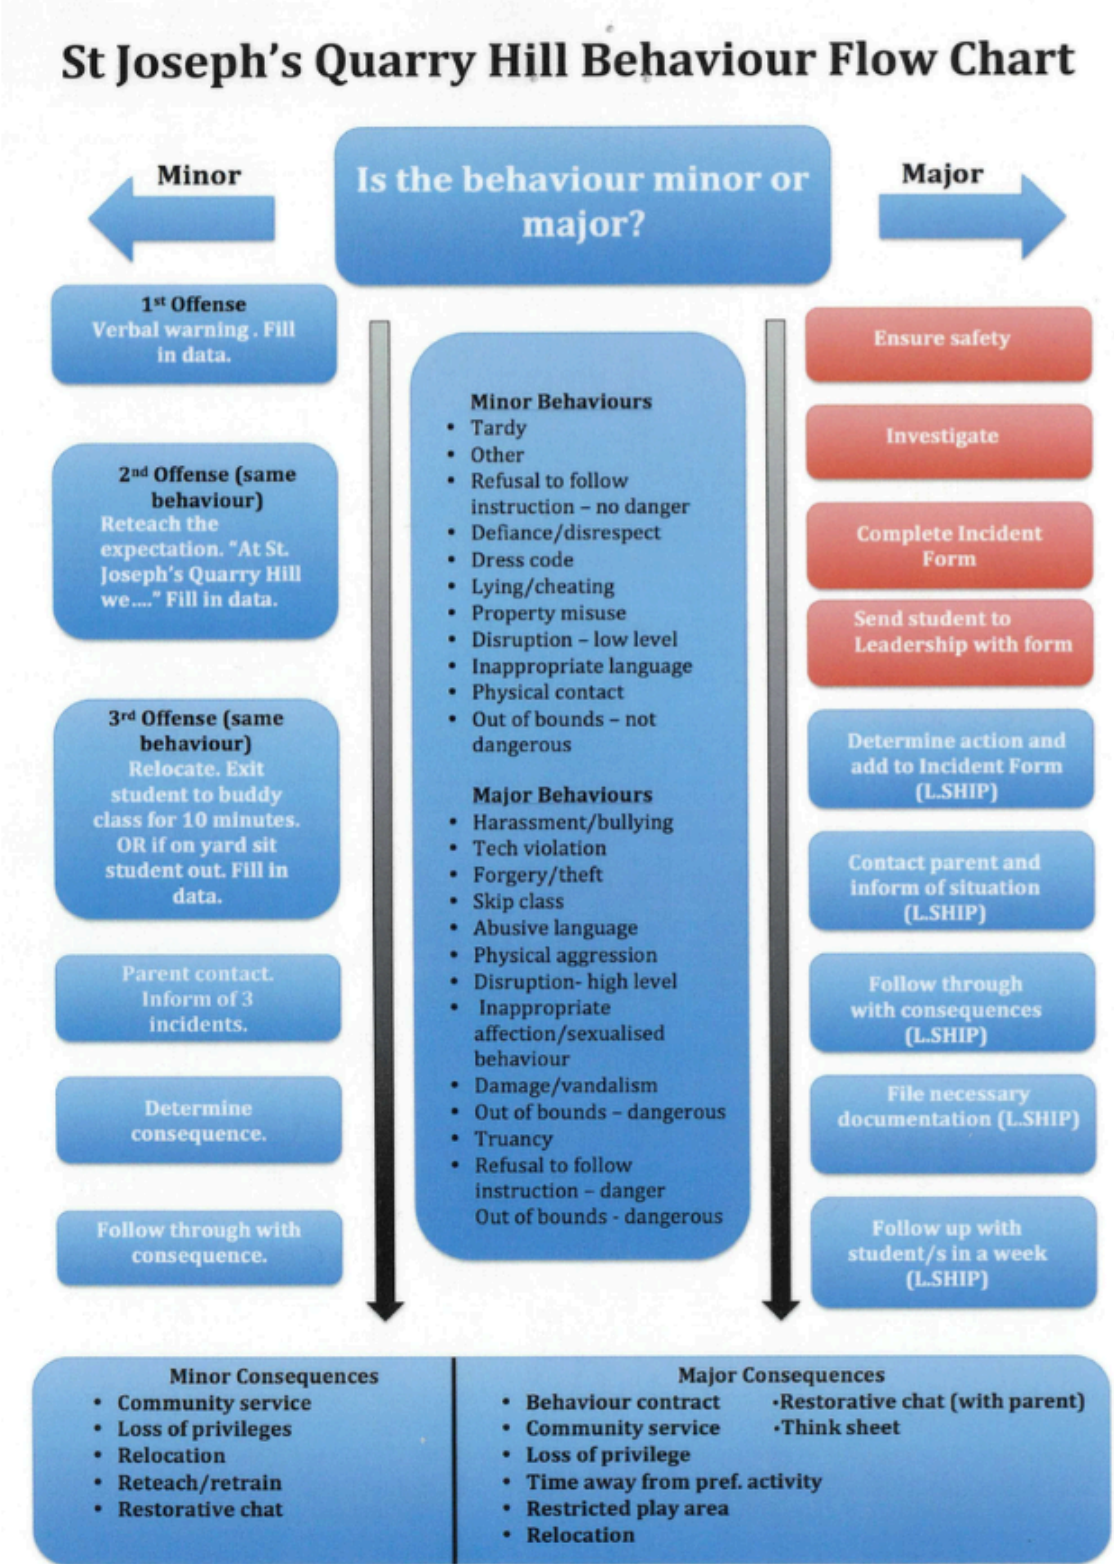 St Joseph's Quarry Hill Behaviour Flow Chart
Minor
Is the behaviour minor or
major?
Major
1st Offense
Verbal warning . Fill
in data.
2nd Offense (same
behaviour)
Reteach the
expectation. "At St.
Joseph's Quarry Hill
we...." Fill in data.
3rd Offense (same
behaviour)
Relocate. Exit
student to buddy
class for 10 minutes.
OR if on yard sit
student out. Fill in
data.
Parent contact.
Inform of 3
incidents.
Determine
consequence.
Follow through with
consequence.
Minor Behaviours
• Tardy
• Other
• Refusal to follow
instruction – no danger
• Defiance/disrespect
• Dress code
• Lying/cheating
• Property misuse
• Disruption – low level
• Inappropriate language
• Physical contact
• Out of bounds – not
dangerous
Major Behaviours
• Harassment/bullying
• Tech violation
• Forgery/theft
• Skip class
• Abusive language
• Physical aggression
• Disruption- high level
• Inappropriate
affection/sexualised
behaviour
• Damage/vandalism
• Out of bounds – dangerous
• Truancy
• Refusal to follow
instruction – danger
Out of bounds - dangerous
Ensure safety
Investigate
Complete Incident
Form
Send student to
Leadership with form
Determine action and
add to Incident Form
(L.SHIP)
Contact parent and
inform of situation
(L.SHIP)
Follow through
with consequences
(L.SHIP)
File necessary
documentation (L.SHIP)
Follow up with
student/s in a week
(L.SHIP)
Minor Consequences
• Community service
• Loss of privileges
• Relocation
• Reteach/retrain
• Restorative chat
Major Consequences
• Behaviour contract •Restorative chat (with parent)
• Community service •Think sheet
• Loss of privilege
• Time away from pref. activity
• Restricted play area
• Relocation